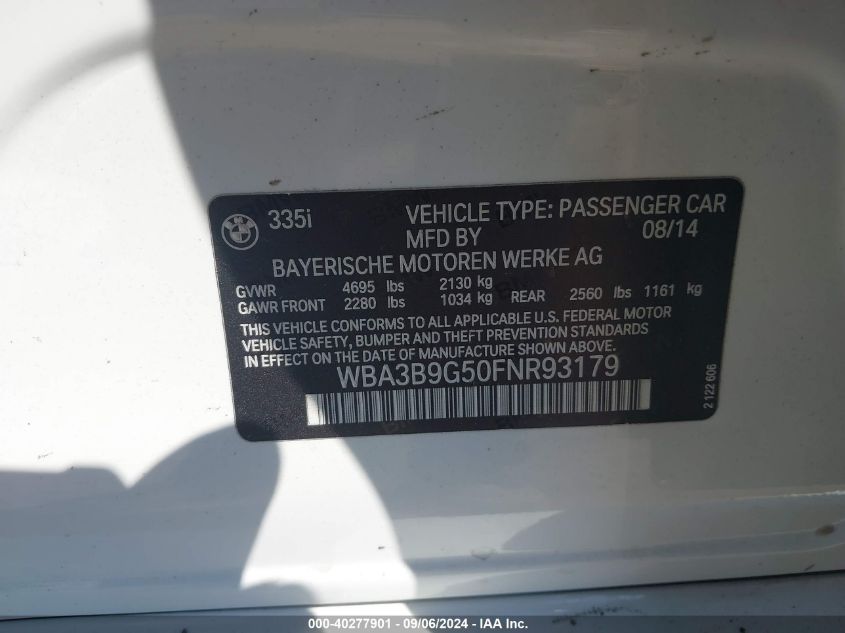 335i VEHICLE TYPE: PASSENGER CAR
MFD BY 08/14
BAYERISCHE MOTOREN WERKE AG
GVWR 4695 lbs 2130 kg
GAWR FRONT 2280 lbs 1034 kg REAR 2560 lbs 1161 kg
THIS VEHICLE CONFORMS TO ALL APPLICABLE U.S. FEDERAL MOTOR
VEHICLE SAFETY, BUMPER AND THEFT PREVENTION STANDARDS
IN EFFECT ON THE DATE OF MANUFACTURE SHOWN ABOVE.
WBA3B9G50FNR93179
2 122 606
000-40277901 - 09/06/2024 - IAA Inc.